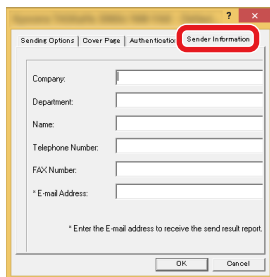 ? ×
Sending Options Cover Page Authentication Sender Information
Company:
Department:
Name:
Telephone Number:
FAX Number:
* E-mail Address:
* Enter the E-mail address to receive the send result report.
OK Cancel